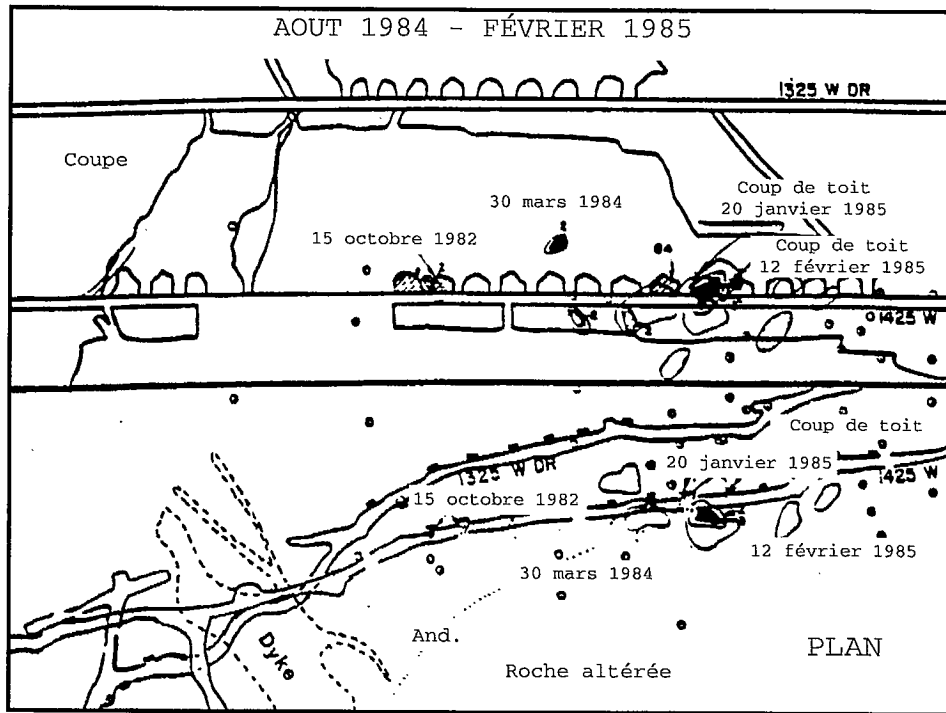 AOUT 1984 - FÉVRIER 1985
1325 W DR
Coupe
Coup de toit
20 janvier 1985
30 mars 1984
15 octobre 1982
Coup de toit
12 février 1985
1425 W
Coup de toit
1325 W DR
20 janvier 1985
1425 W
15 octobre 1982
12 février 1985
30 mars 1984
And.
Dyke
PLAN
Roche altérée